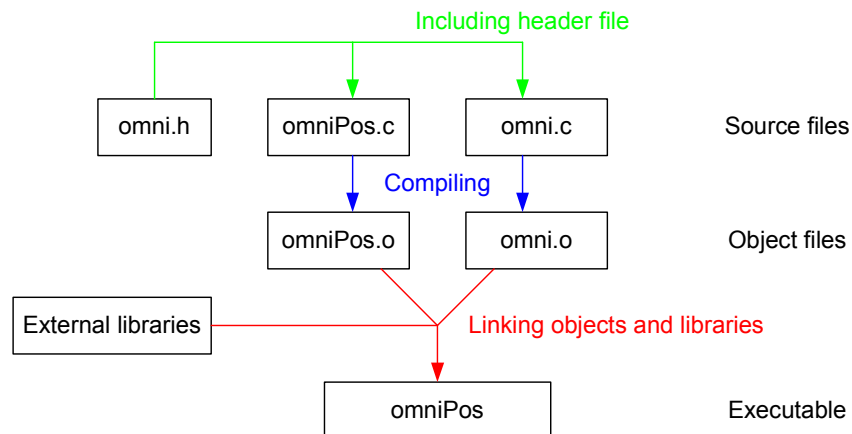 Including header file
omni.h
omniPos.c
omni.c
Source files
Compiling
omniPos.o
omni.o
Object files
External libraries
Linking objects and libraries
omniPos
Executable